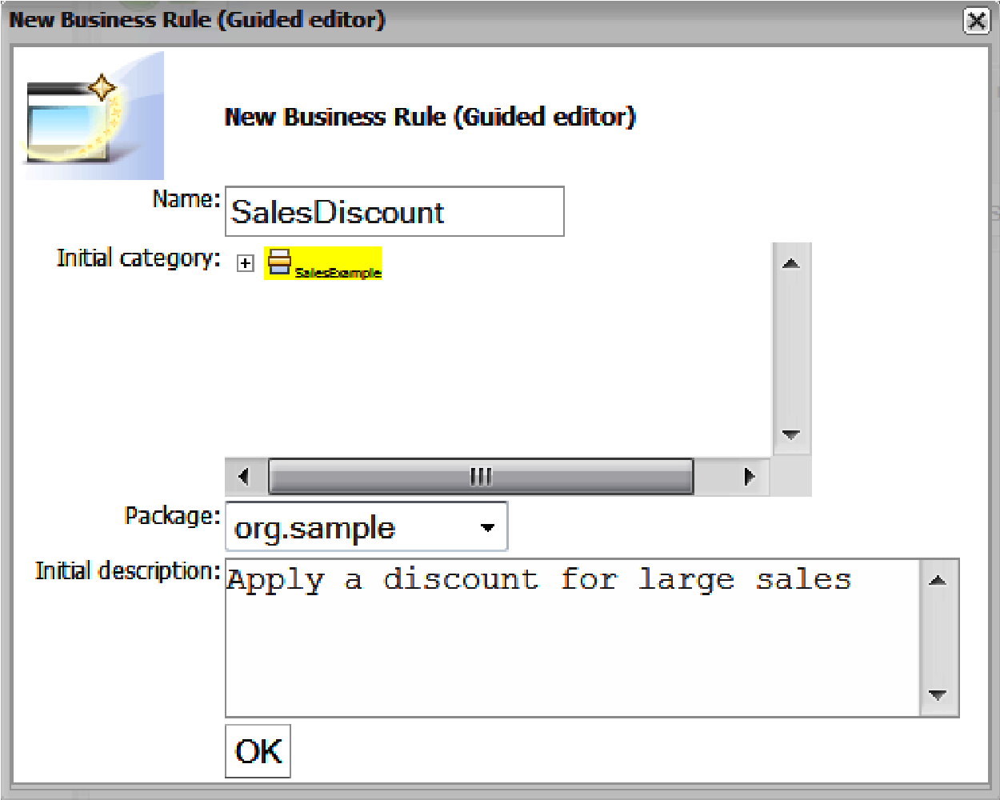 New Business Rule (Guided editor)
New Business Rule (Guided editor)
Name: SalesDiscount
Initial category: SalesExample
Package: org.sample
Initial description: Apply a discount for large sales
OK